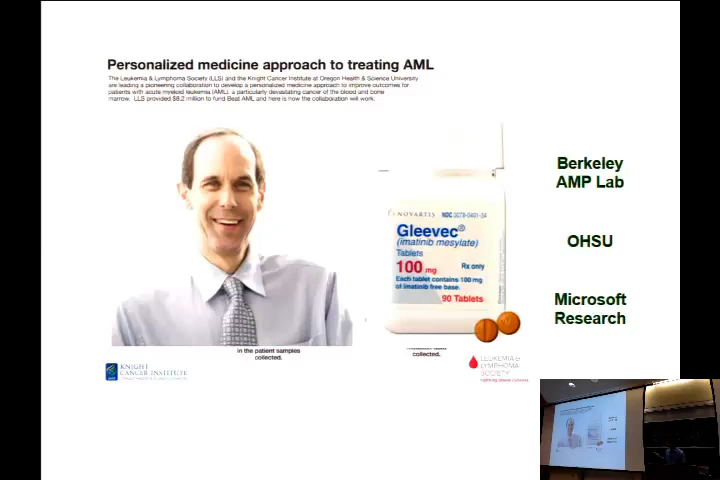 Personalized medicine approach to treating AML
The Leukemia & Lymphoma Society (LLS) and the Knight Cancer Institute at Oregon Health & Science University
are leading a pioneering collaboration to develop a personalized medicine approach to improve outcomes for
patients with acute myeloid leukemia (AML), a particularly devastating cancer of the blood and bone
marrow. LLS provided $8.2 million to fund Beat AML and here is how the collaboration will work:
NOVARTIS NDC 0078-0401-34
Gleevec®
(imatinib mesylate)
Tablets
100 mg Rx only
Each tablet contains 100 mg
of imatinib free base.
90 Tablets
Berkeley
AMP Lab
OHSU
Microsoft
Research
in the patient samples
collected.
collected.
KNIGHT
CANCER INSTITUTE
LEUKEMIA &
LYMPHOMA
SOCIETY